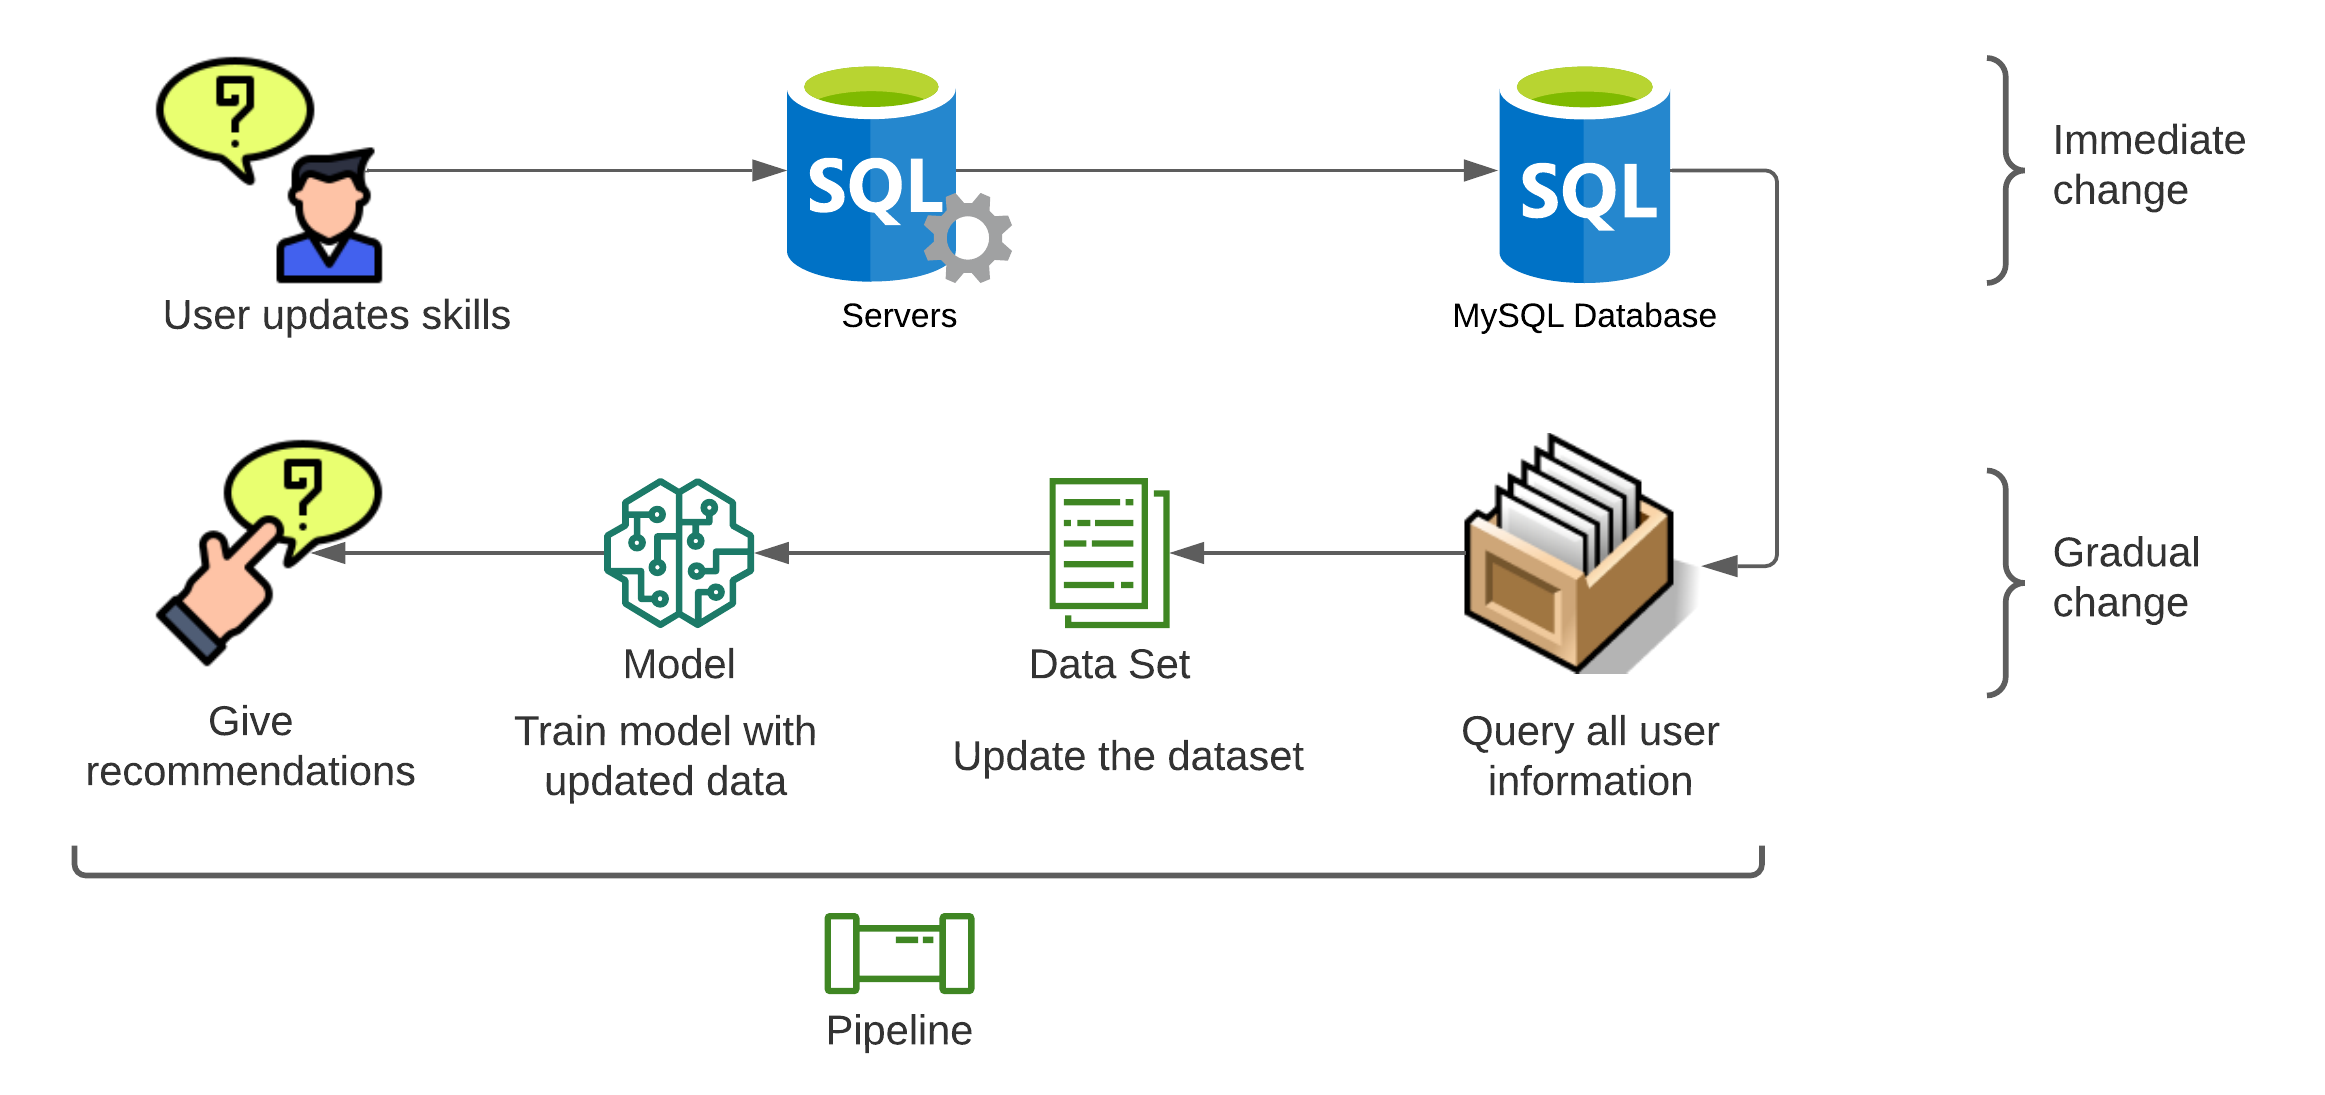 SQL
SQL
Immediate
change
User updates skills
Servers
MySQL Database
Gradual
change
Model
Data Set
Give
recommendations
Train model with
updated data
Update the dataset
Query all user
information
Pipeline